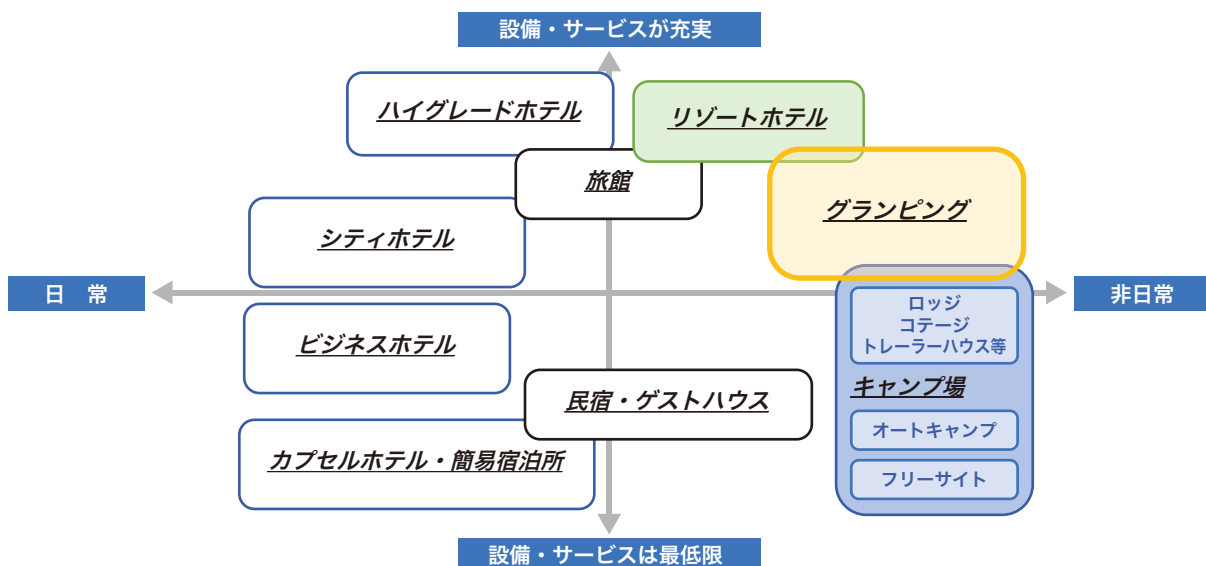 設備・サービスが充実
ハイグレードホテル
リゾートホテル
旅館
グランピング
シティホテル
日　常
非日常
ロッジ
コテージ
トレーラーハウス等
ビジネスホテル
キャンプ場
民宿・ゲストハウス
オートキャンプ
カプセルホテル・簡易宿泊所
フリーサイト
設備・サービスは最低限